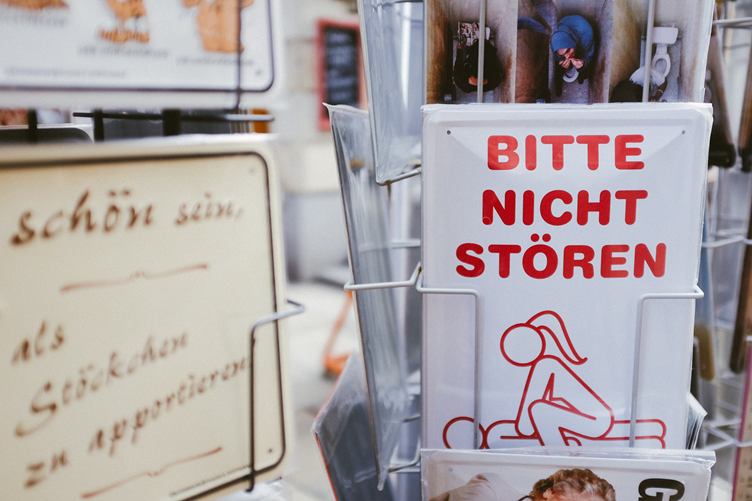 schön sein,
als
Stöckchen
zu apportieren
BITTE
NICHT
STÖREN